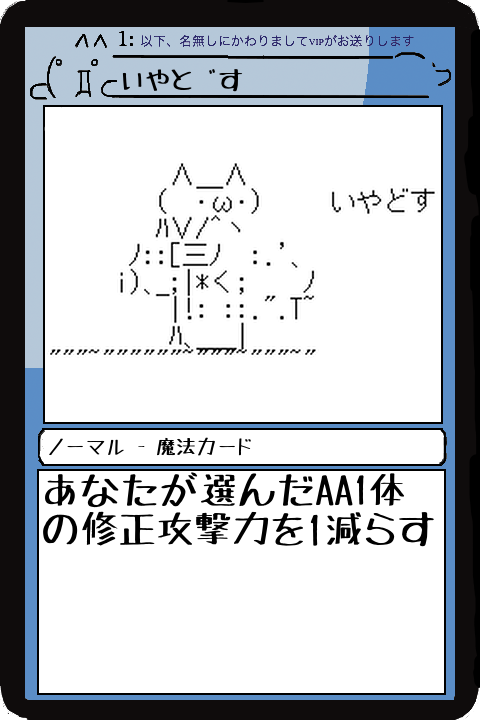 1: 以下、名無しにかわりましてVIPがお送りします
いやど す
いやどす
ノーマル - 魔法カード
あなたが選んだAA1体
の修正攻撃力を1減らす